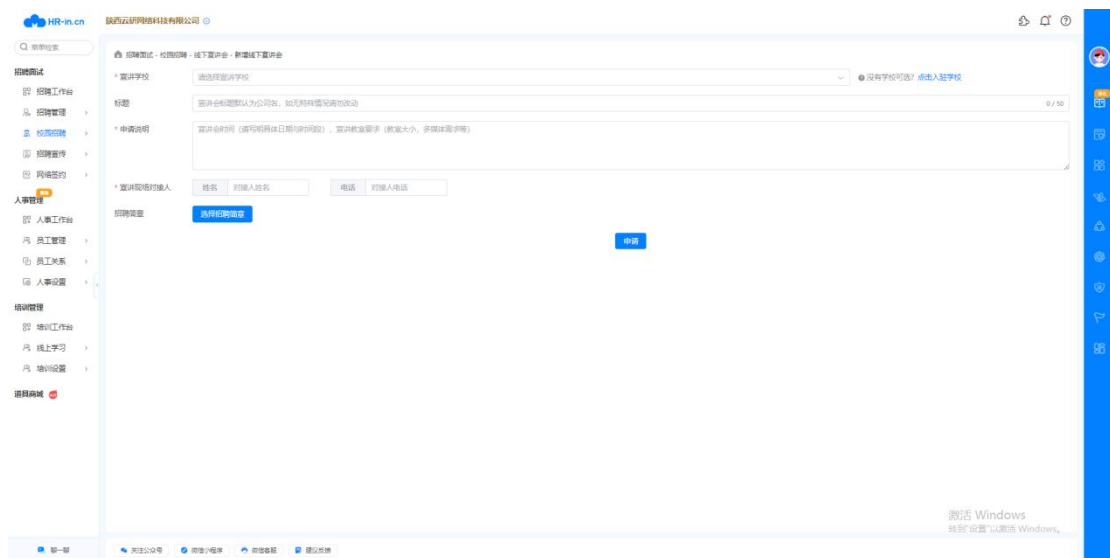 HR-in.cn
陕西云研网络科技有限公司
菜单检索
招聘面试 - 校园招聘 - 线下宣讲会 - 新增线下宣讲会
招聘面试
* 宣讲学校
请选择宣讲学校
没有学校可选? 点击入驻学校
招聘工作台
标题
宣讲会标题默认为公司名，如无特殊情况请勿改动
0 / 50
招聘管理
* 申请说明
宣讲会时间（请写明具体日期与时间段），宣讲教室要求（教室大小、多媒体需求等）
校园招聘
招聘宣传
网络签约
* 宣讲现场对接人
姓名
对接人姓名
电话
对接人电话
人事管理
招聘简章
选择招聘简章
人事工作台
申请
员工管理
员工关系
人事设置
培训管理
培训工作台
线上学习
培训设置
道具商城
激活 Windows
转到"设置"以激活 Windows。
聊一聊
关注公众号
微信小程序
微信客服
建议反馈